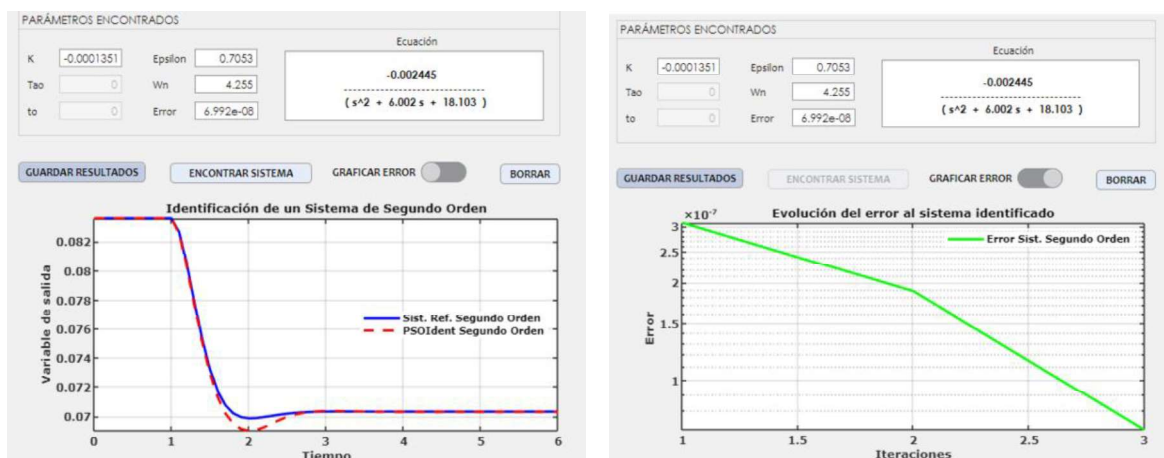 PARÁMETROS ENCONTRADOS
K -0.0001351 Epsilon 0.7053
Tao 0 Wn 4.255
to 0 Error 6.992e-08
Ecuación
-0.002445
( s^2 + 6.002 s + 18.103 )
GUARDAR RESULTADOS ENCONTRAR SISTEMA GRAFICAR ERROR BORRAR
Identificación de un Sistema de Segundo Orden
Variable de salida
0.082
0.08
0.078
0.076
0.074
0.072
0.07
Sist. Ref. Segundo Orden
PSOIdent Segundo Orden
0 1 2 3 4 5 6
Tiempo
PARÁMETROS ENCONTRADOS
K -0.0001351 Epsilon 0.7053
Tao 0 Wn 4.255
to 0 Error 6.992e-08
Ecuación
-0.002445
( s^2 + 6.002 s + 18.103 )
GUARDAR RESULTADOS ENCONTRAR SISTEMA GRAFICAR ERROR BORRAR
×10^-7 Evolución del error al sistema identificado
Error
3
2.5
2
1.5
1
Error Sist. Segundo Orden
1 1.5 2 2.5 3
Iteraciones